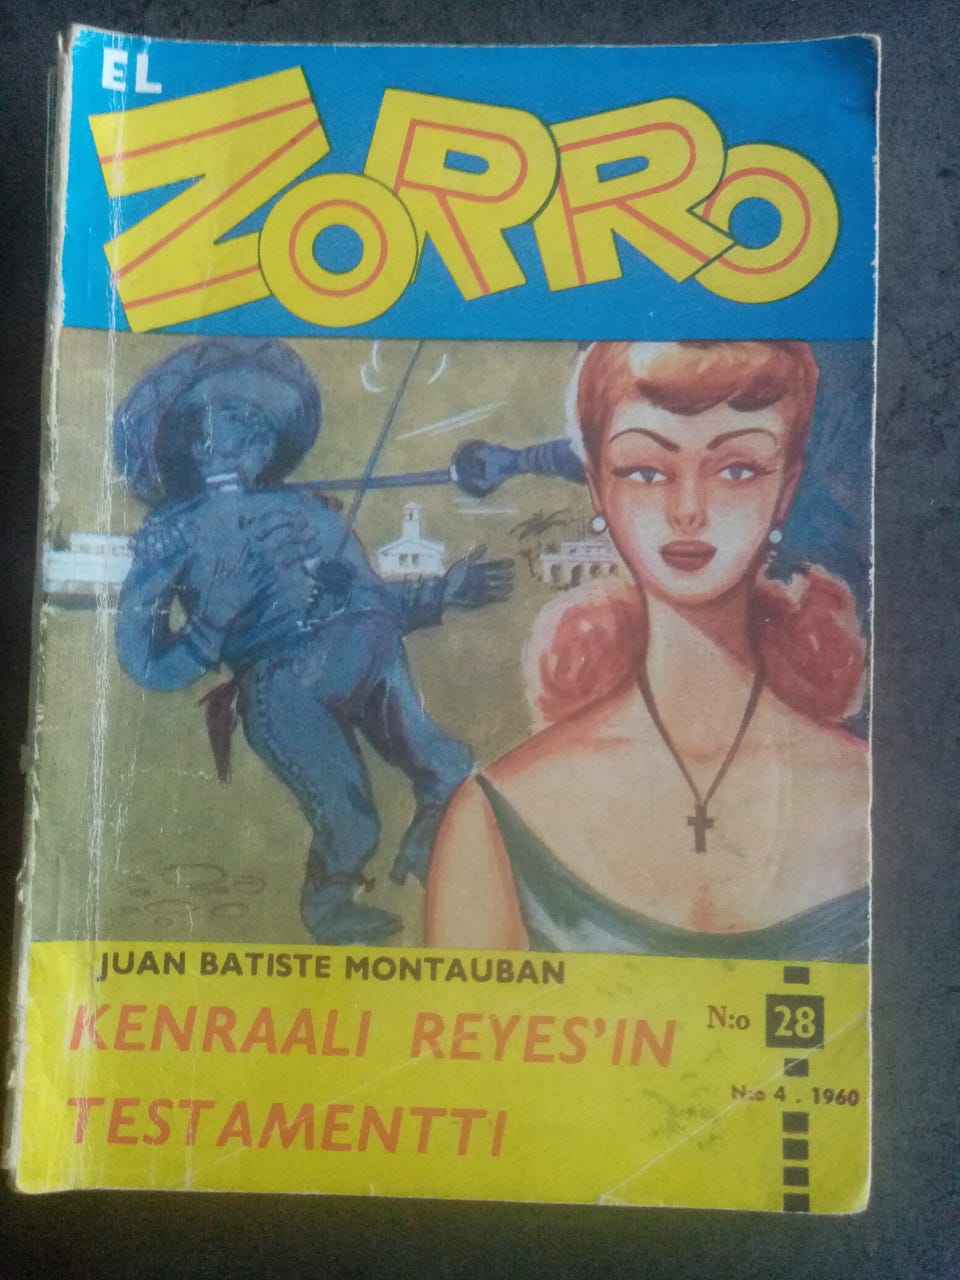 EL
ZORRO
JUAN BATISTE MONTAUBAN
KENRAALI REYES'IN
TESTAMENTTI
N:o 28
N:o 4 . 1960